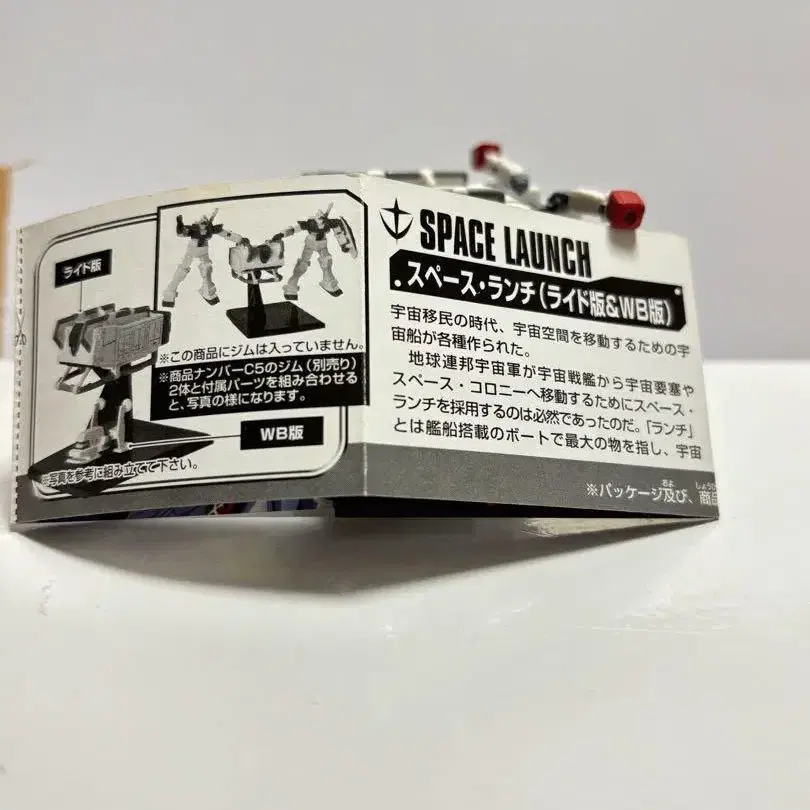 ライド版
※この商品にジムは入っていません。
※商品ナンバーC5のジム(別売り)
2体と付属パーツを組み合わせる
と、写真の様になります。
WB版
※写真を参考に組み立てて下さい。
SPACE LAUNCH
スペース・ランチ(ライド版&WB版)
宇宙移民の時代、宇宙空間を移動するための宇
宙船が各種作られた。
地球連邦宇宙軍が宇宙戦艦から宇宙要塞や
スペース・コロニーへ移動するためにスペース・
ランチを採用するのは必然であったのだ。「ランチ」
とは艦船搭載のボートで最大の物を指し、宇宙
およ しょうひ
※パッケージ及び、商品